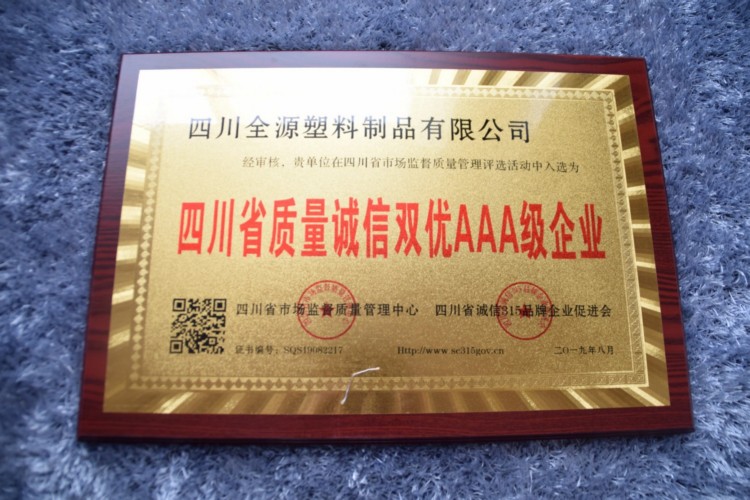 四川全源塑料制品有限公司
经审核、贵单位在四川省市场监督质量管理评选活动中入选为
四川省质量诚信双优AAA级企业
四川省市场监督质量管理中心 四川省诚信315品牌企业促进会
证书编号：SQS19082217 Http://www.sc315gov.cn 二〇一九年八月